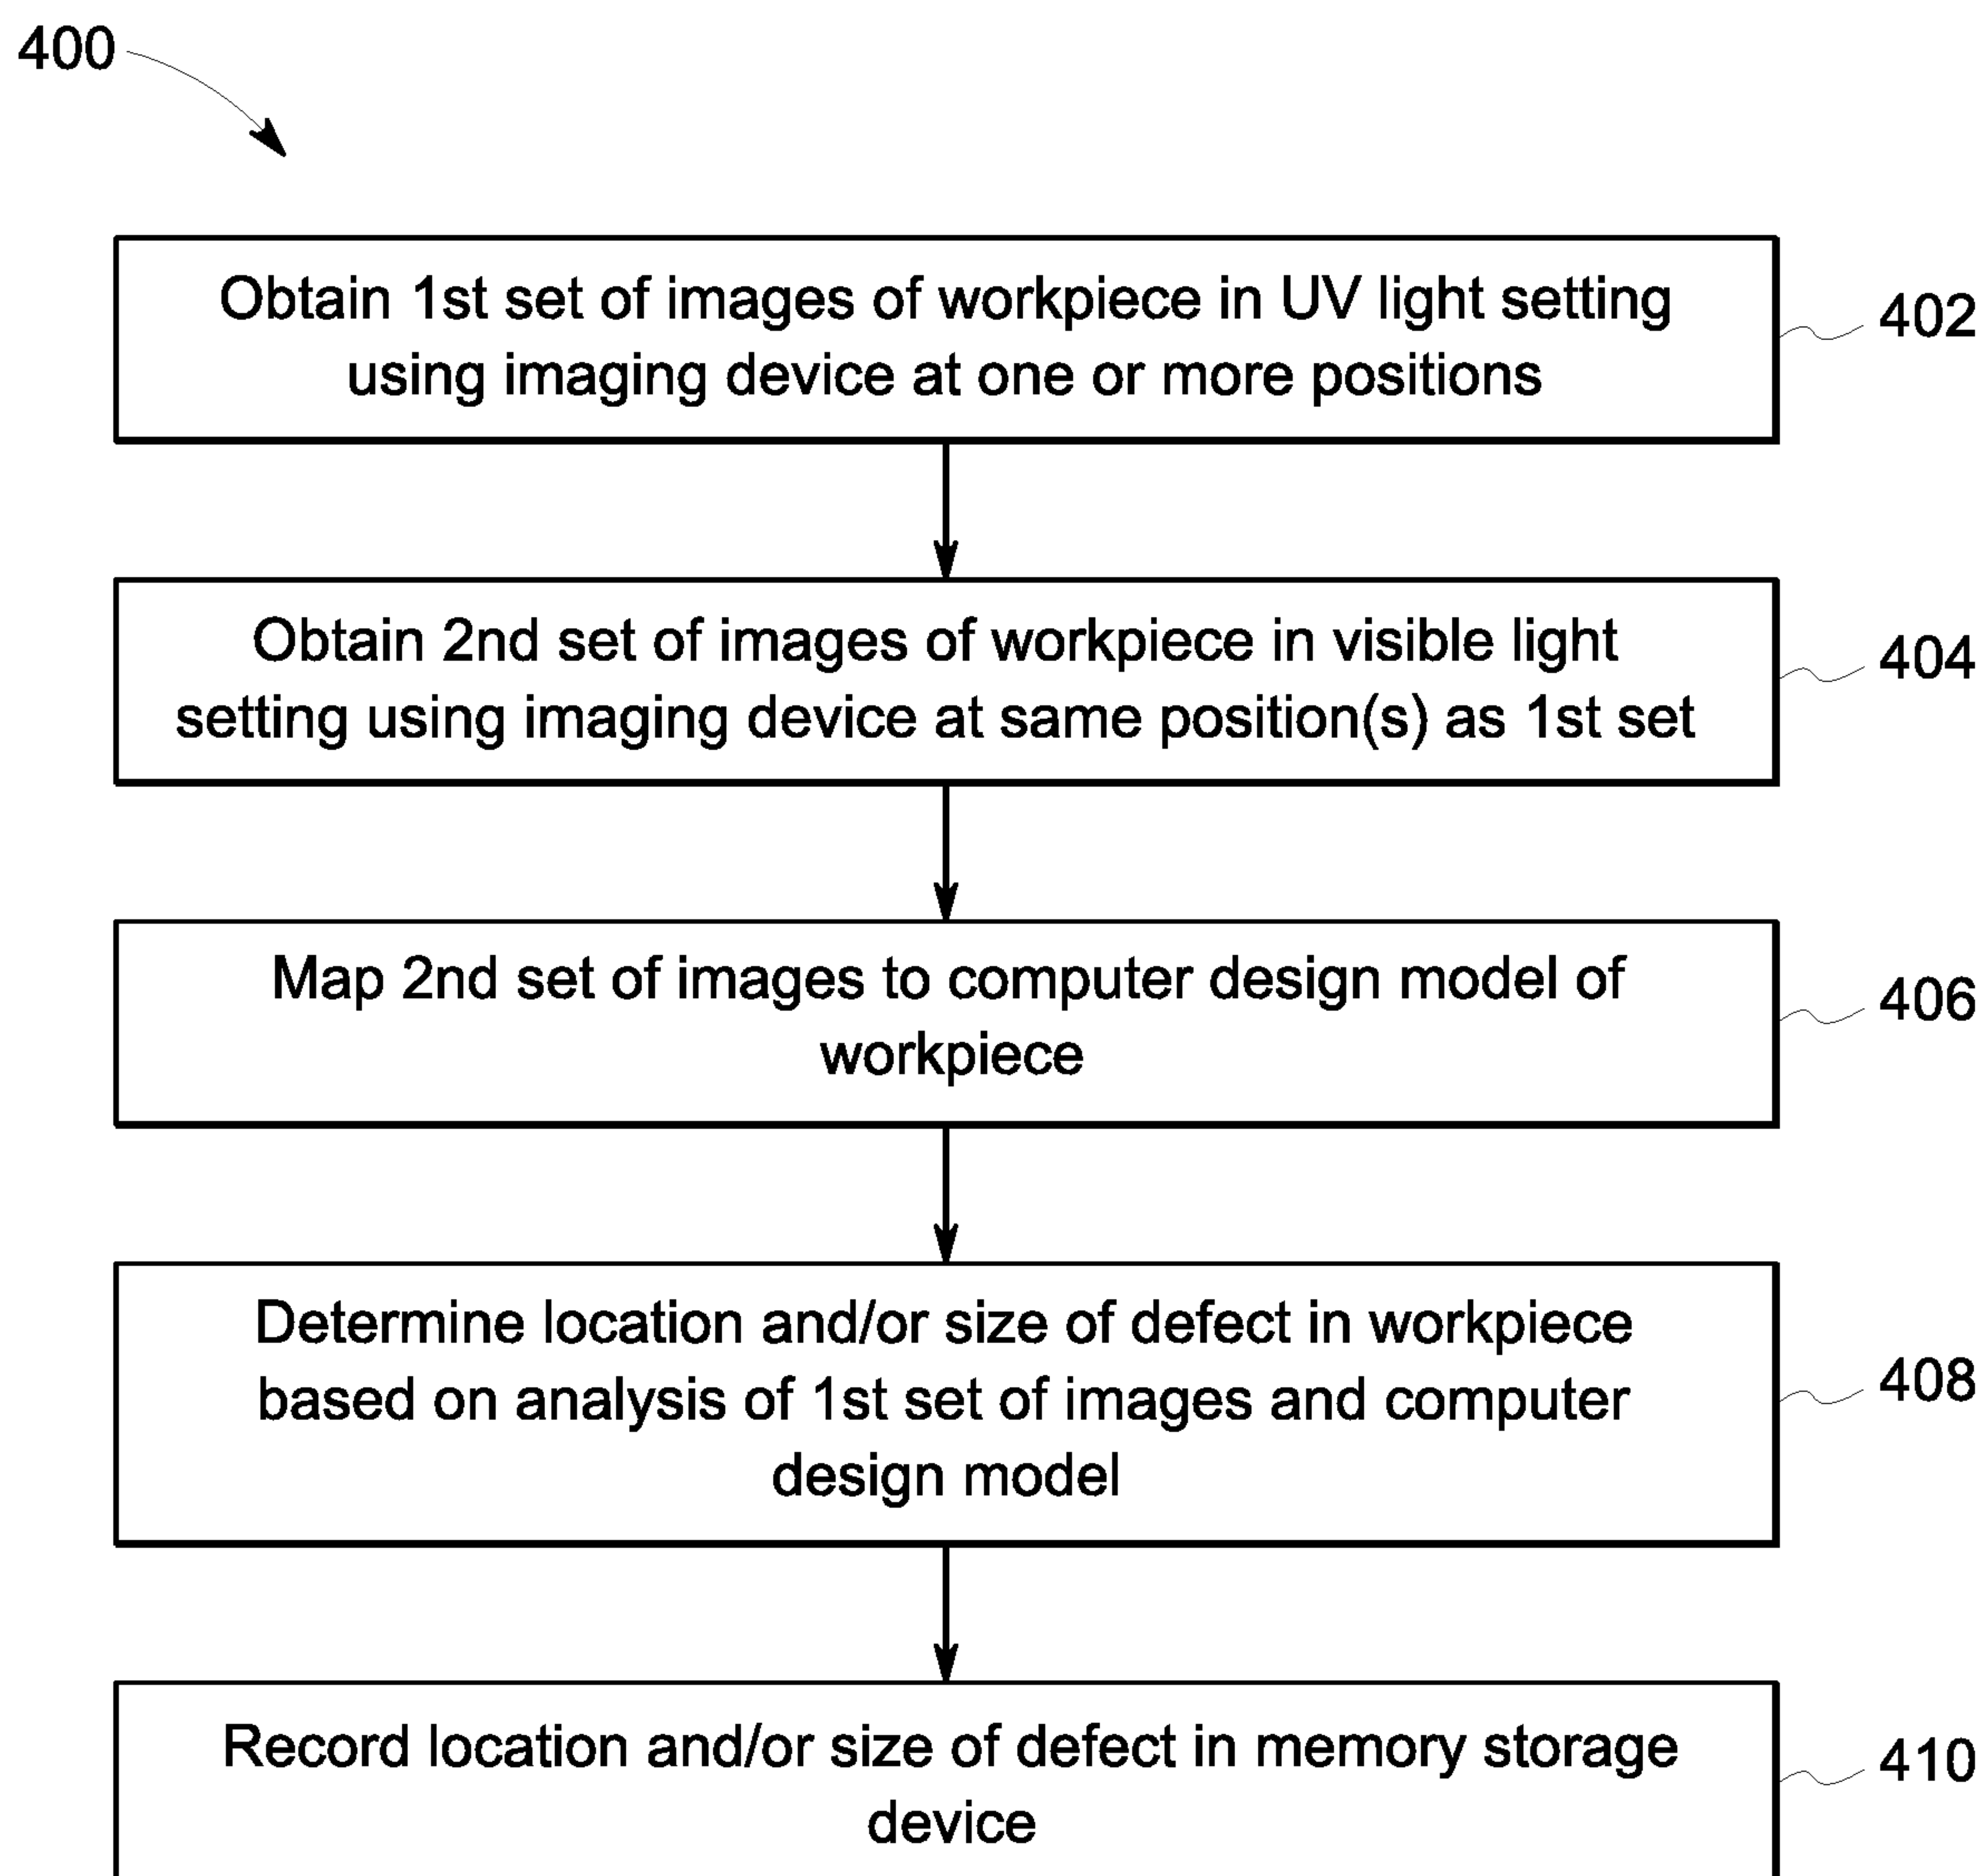 400
Obtain 1st set of images of workpiece in UV light setting
using imaging device at one or more positions
402
Obtain 2nd set of images of workpiece in visible light
setting using imaging device at same position(s) as 1st set
404
Map 2nd set of images to computer design model of
workpiece
406
Determine location and/or size of defect in workpiece
based on analysis of 1st set of images and computer
design model
408
Record location and/or size of defect in memory storage
device
410